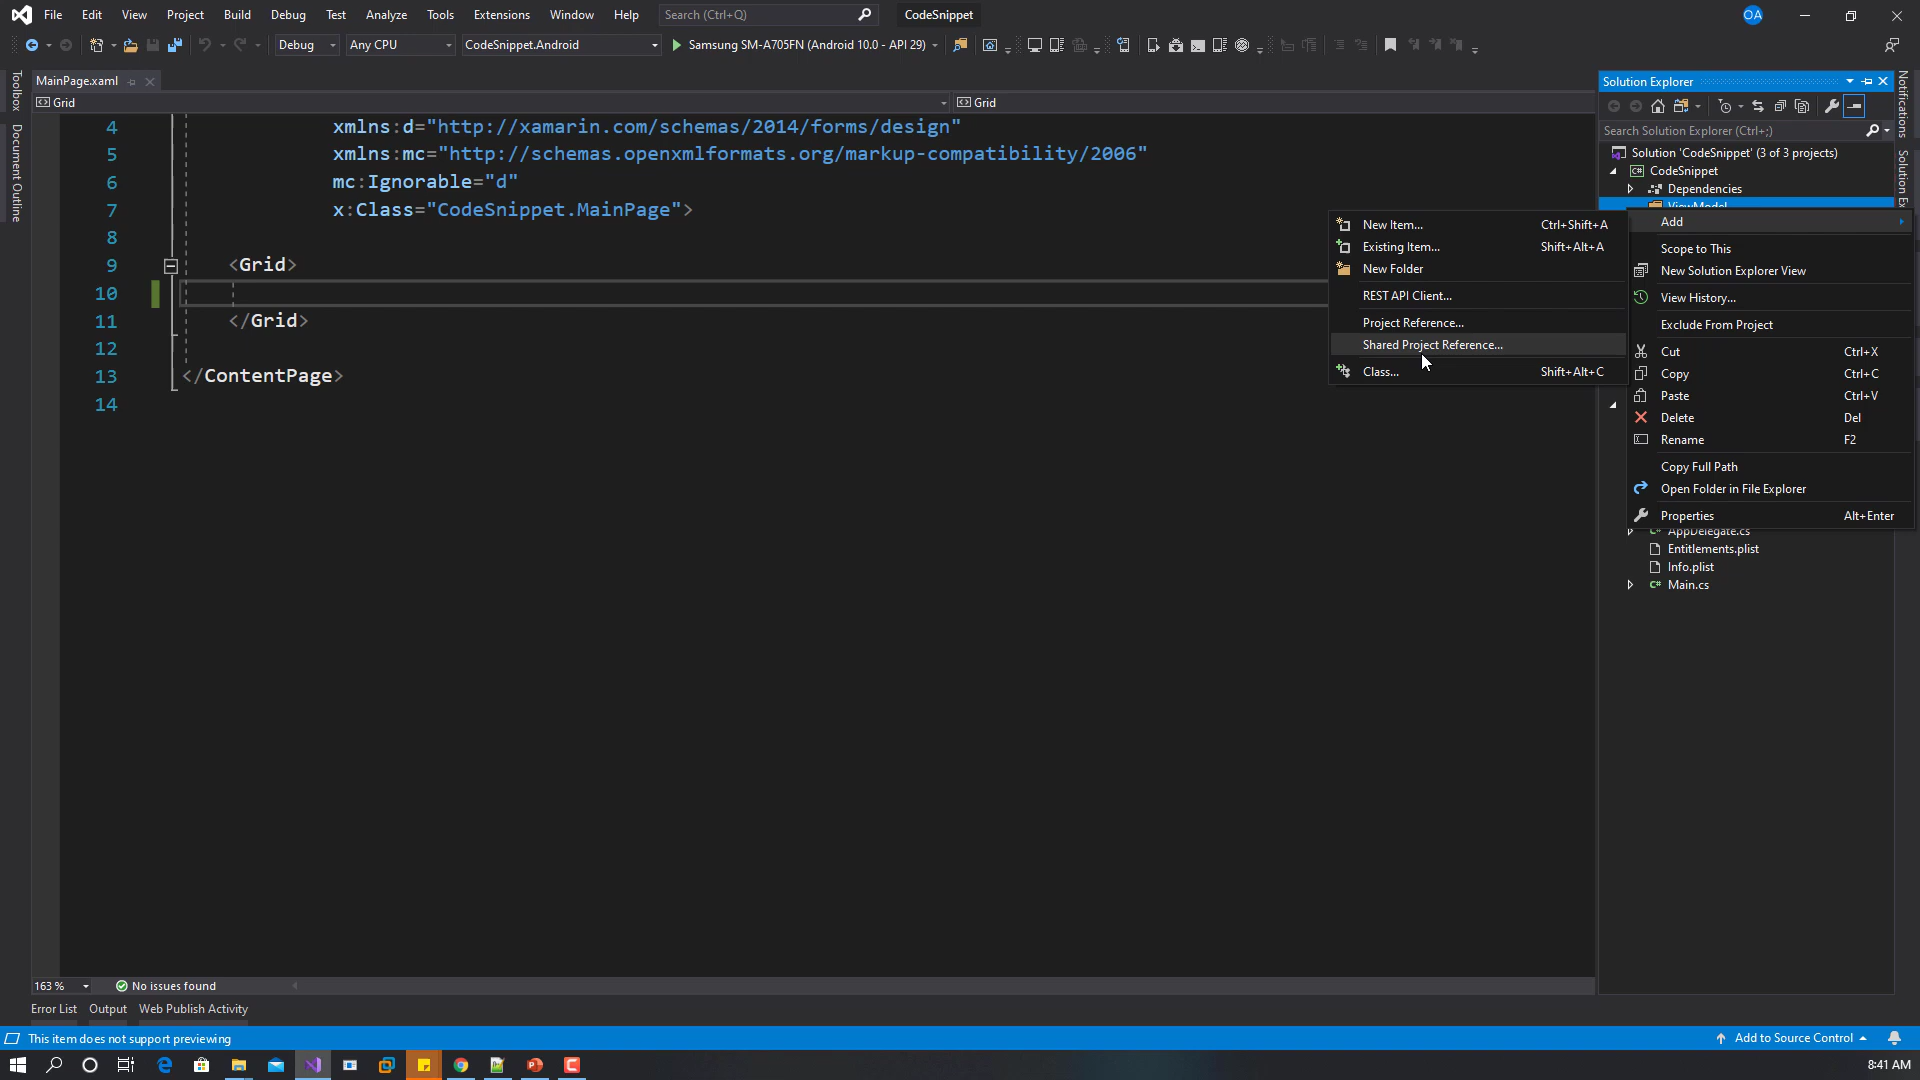 File Edit View Project Build Debug Test Analyze Tools Extensions Window Help Search (Ctrl+Q) CodeSnippet OA
Debug Any CPU CodeSnippet.Android Samsung SM-A705FN (Android 10.0 - API 29)
Toolbox
Document Outline
MainPage.xaml
Grid Grid
4 xmlns:d="http://xamarin.com/schemas/2014/forms/design"
5 xmlns:mc="http://schemas.openxmlformats.org/markup-compatibility/2006"
6 mc:Ignorable="d"
7 x:Class="CodeSnippet.MainPage">
8
9 <Grid>
10
11 </Grid>
12
13 </ContentPage>
14
Solution Explorer
Search Solution Explorer (Ctrl+;)
Solution 'CodeSnippet' (3 of 3 projects)
CodeSnippet
Dependencies
ViewModel
New Item... Ctrl+Shift+A
Existing Item... Shift+Alt+A
New Folder
REST API Client...
Project Reference...
Shared Project Reference...
Class... Shift+Alt+C
Add
Scope to This
New Solution Explorer View
View History...
Exclude From Project
Cut Ctrl+X
Copy Ctrl+C
Paste Ctrl+V
Delete Del
Rename F2
Copy Full Path
Open Folder in File Explorer
Properties Alt+Enter
AppDelegate.cs
Entitlements.plist
Info.plist
Main.cs
Notifications
Solution Ex
163 % No issues found
Error List Output Web Publish Activity
This item does not support previewing Add to Source Control
8:41 AM